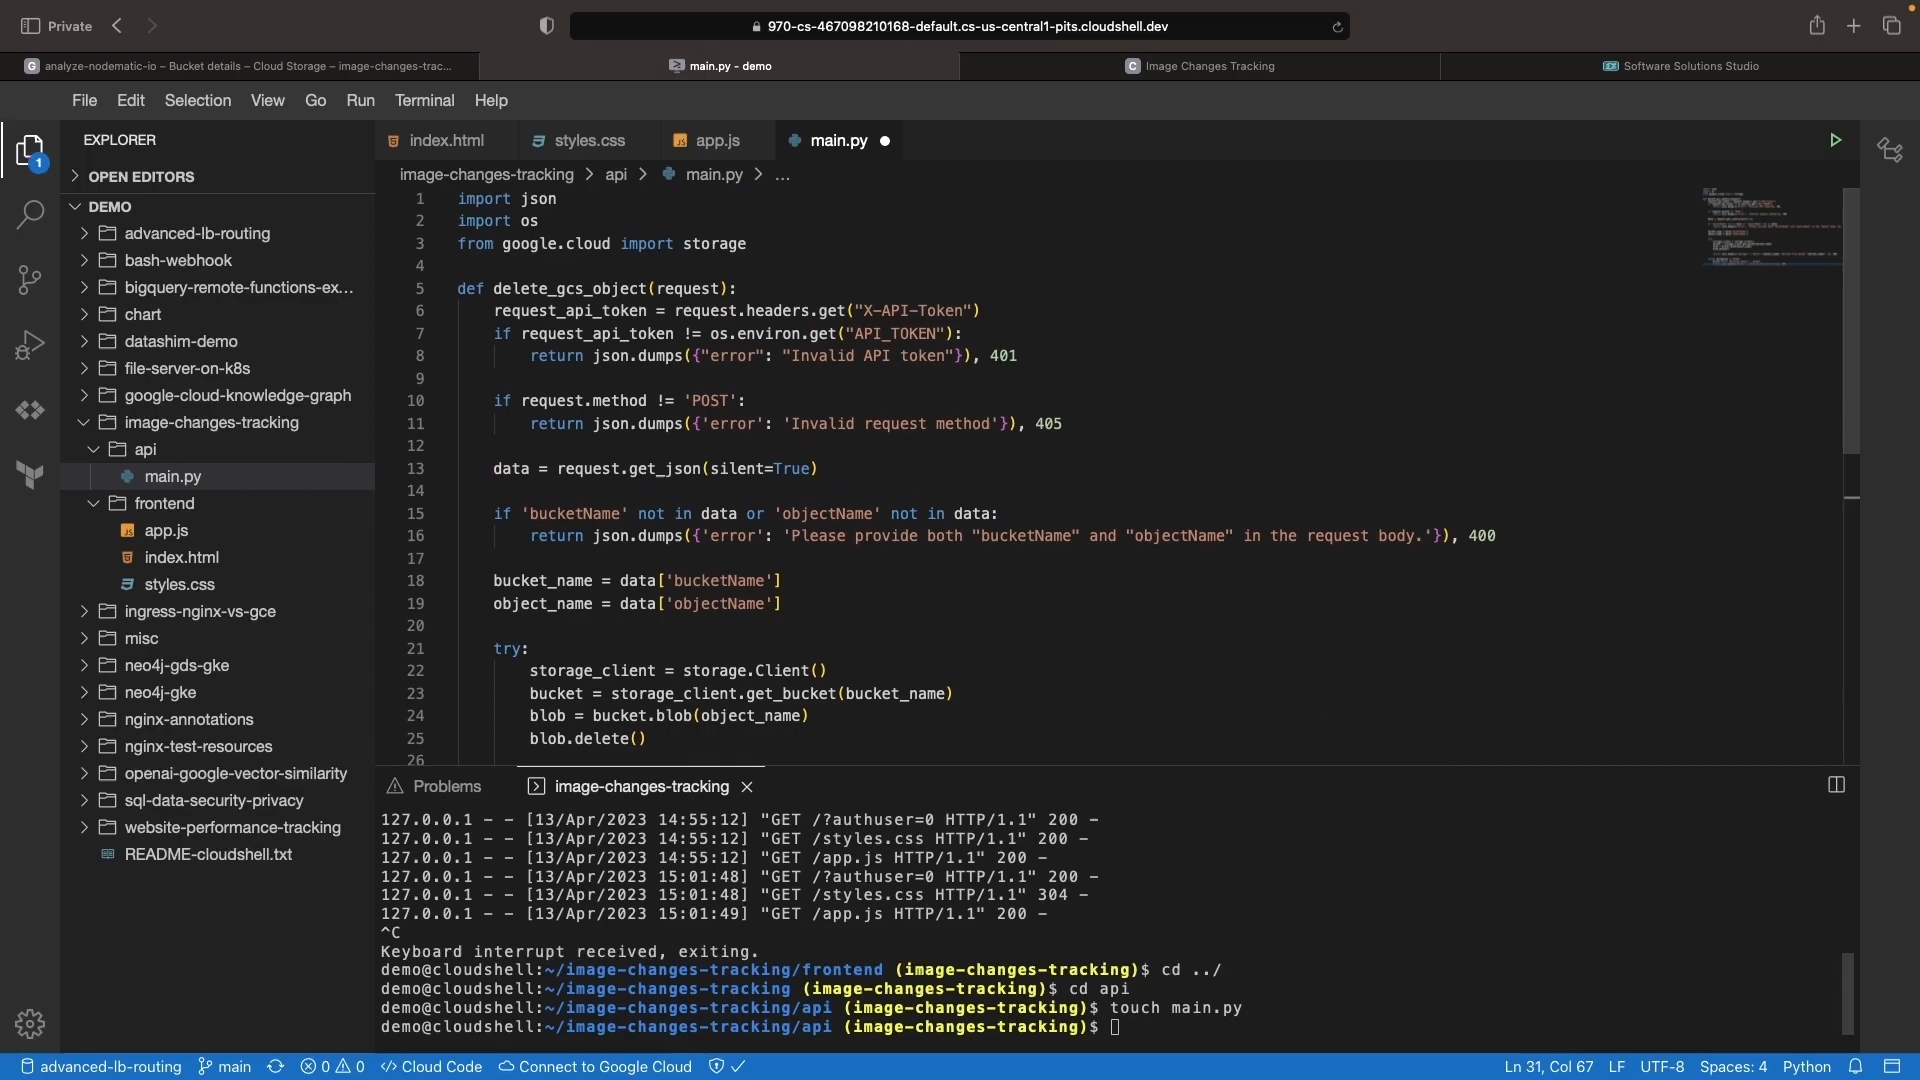 Private
970-cs-467098210168-default.cs-us-central1-pits.cloudshell.dev
G analyze-nodematic-io – Bucket details – Cloud Storage – image-changes-trac...
main.py - demo
C Image Changes Tracking
Software Solutions Studio
File Edit Selection View Go Run Terminal Help
EXPLORER
1
OPEN EDITORS
DEMO
advanced-lb-routing
bash-webhook
bigquery-remote-functions-ex...
chart
datashim-demo
file-server-on-k8s
google-cloud-knowledge-graph
image-changes-tracking
api
main.py
frontend
app.js
index.html
styles.css
ingress-nginx-vs-gce
misc
neo4j-gds-gke
neo4j-gke
nginx-annotations
nginx-test-resources
openai-google-vector-similarity
sql-data-security-privacy
website-performance-tracking
README-cloudshell.txt
index.html styles.css app.js main.py
image-changes-tracking > api > main.py > ...
1 import json
2 import os
3 from google.cloud import storage
4
5 def delete_gcs_object(request):
6 request_api_token = request.headers.get("X-API-Token")
7 if request_api_token != os.environ.get("API_TOKEN"):
8 return json.dumps({"error": "Invalid API token"}), 401
9
10 if request.method != 'POST':
11 return json.dumps({'error': 'Invalid request method'}), 405
12
13 data = request.get_json(silent=True)
14
15 if 'bucketName' not in data or 'objectName' not in data:
16 return json.dumps({'error': 'Please provide both "bucketName" and "objectName" in the request body.'}), 400
17
18 bucket_name = data['bucketName']
19 object_name = data['objectName']
20
21 try:
22 storage_client = storage.Client()
23 bucket = storage_client.get_bucket(bucket_name)
24 blob = bucket.blob(object_name)
25 blob.delete()
26
Problems
image-changes-tracking
127.0.0.1 - - [13/Apr/2023 14:55:12] "GET /?authuser=0 HTTP/1.1" 200 -
127.0.0.1 - - [13/Apr/2023 14:55:12] "GET /styles.css HTTP/1.1" 200 -
127.0.0.1 - - [13/Apr/2023 14:55:12] "GET /app.js HTTP/1.1" 200 -
127.0.0.1 - - [13/Apr/2023 15:01:48] "GET /?authuser=0 HTTP/1.1" 200 -
127.0.0.1 - - [13/Apr/2023 15:01:48] "GET /styles.css HTTP/1.1" 304 -
127.0.0.1 - - [13/Apr/2023 15:01:49] "GET /app.js HTTP/1.1" 200 -
^C
Keyboard interrupt received, exiting.
demo@cloudshell:~/image-changes-tracking/frontend (image-changes-tracking)$ cd ../
demo@cloudshell:~/image-changes-tracking (image-changes-tracking)$ cd api
demo@cloudshell:~/image-changes-tracking/api (image-changes-tracking)$ touch main.py
demo@cloudshell:~/image-changes-tracking/api (image-changes-tracking)$
advanced-lb-routing main 0 0 Cloud Code Connect to Google Cloud Ln 31, Col 67 LF UTF-8 Spaces: 4 Python